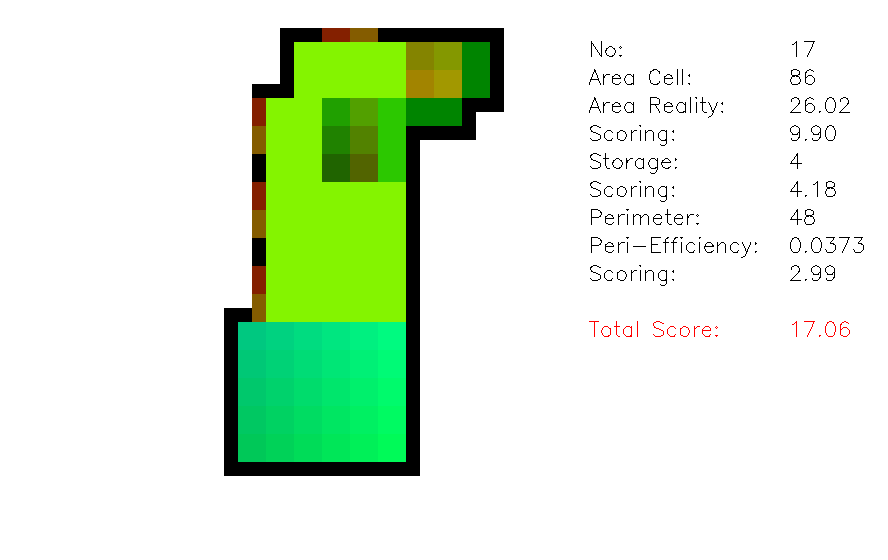 No: 17
Area Cell: 86
Area Reality: 26.02
Scoring: 9.90
Storage: 4
Scoring: 4.18
Perimeter: 48
Peri-Efficiency: 0.0373
Scoring: 2.99
Total Score: 17.06